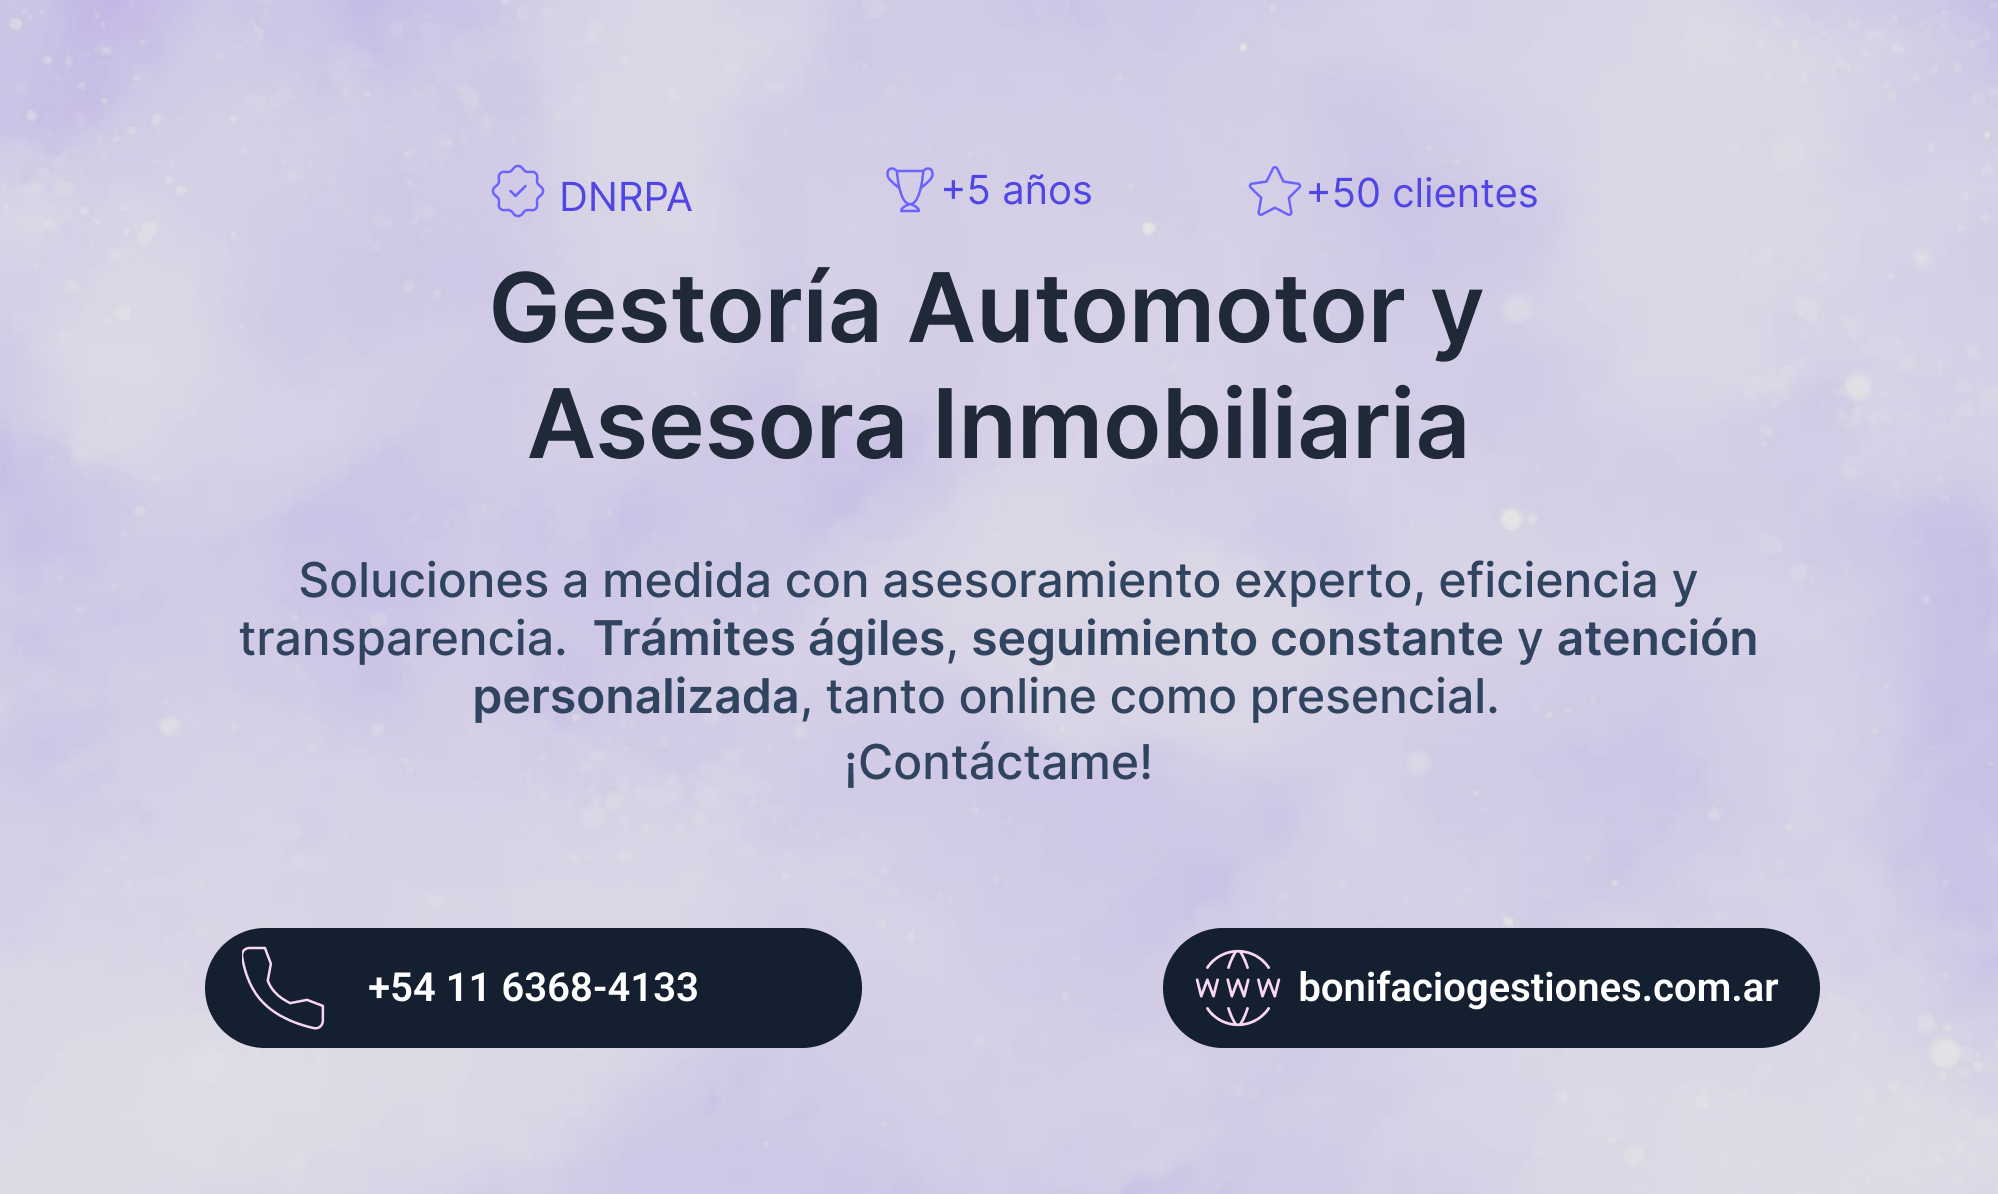 DNRPA
+5 años
+50 clientes
Gestoría Automotor y
Asesora Inmobiliaria
Soluciones a medida con asesoramiento experto, eficiencia y
transparencia. Trámites ágiles, seguimiento constante y atención
personalizada, tanto online como presencial.
¡Contáctame!
+54 11 6368-4133
WWW
bonifaciogestiones.com.ar